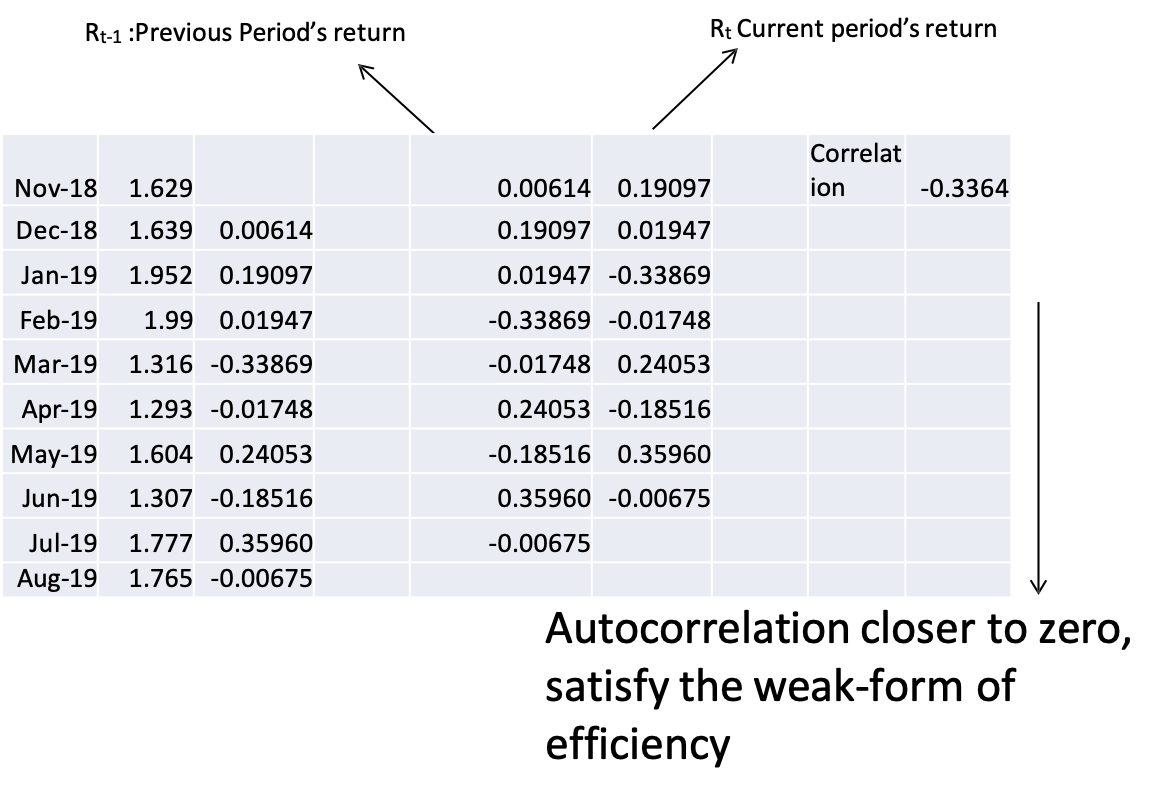 Rt-1 :Previous Period's return
Rt Current period's return
Correlat
Nov-18 1.629 0.00614 0.19097 ion -0.3364
Dec-18 1.639 0.00614 0.19097 0.01947
Jan-19 1.952 0.19097 0.01947 -0.33869
Feb-19 1.99 0.01947 -0.33869 -0.01748
Mar-19 1.316 -0.33869 -0.01748 0.24053
Apr-19 1.293 -0.01748 0.24053 -0.18516
May-19 1.604 0.24053 -0.18516 0.35960
Jun-19 1.307 -0.18516 0.35960 -0.00675
Jul-19 1.777 0.35960 -0.00675
Aug-19 1.765 -0.00675
Autocorrelation closer to zero,
satisfy the weak-form of
efficiency